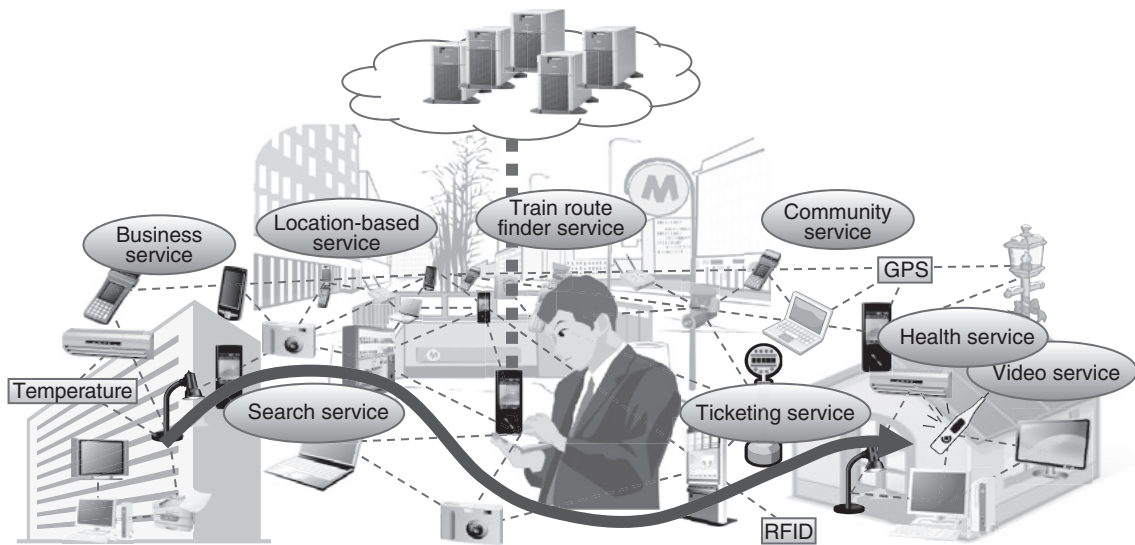 Business
service
Location-based
service
Train route
finder service
Community
service
GPS
Health service
Video service
Temperature
Search service
Ticketing service
RFID
M